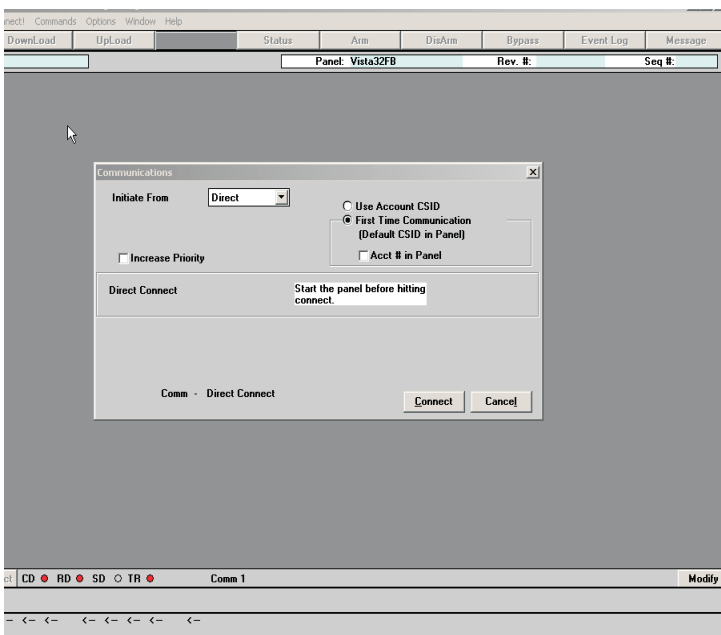 nnect! Commands Options Window Help
DownLoad UpLoad Status Arm DisArm Bypass Event Log Message
Panel: Vista32FB Rev. #: Seq #:
Communications
Initiate From Direct
Use Account CSID
First Time Communication
(Default CSID in Panel)
Increase Priority
Acct # in Panel
Direct Connect
Start the panel before hitting
connect.
Comm - Direct Connect
Connect Cancel
ct CD RD SD TR Comm 1 Modify
— <— <— <— <— <— <— <—